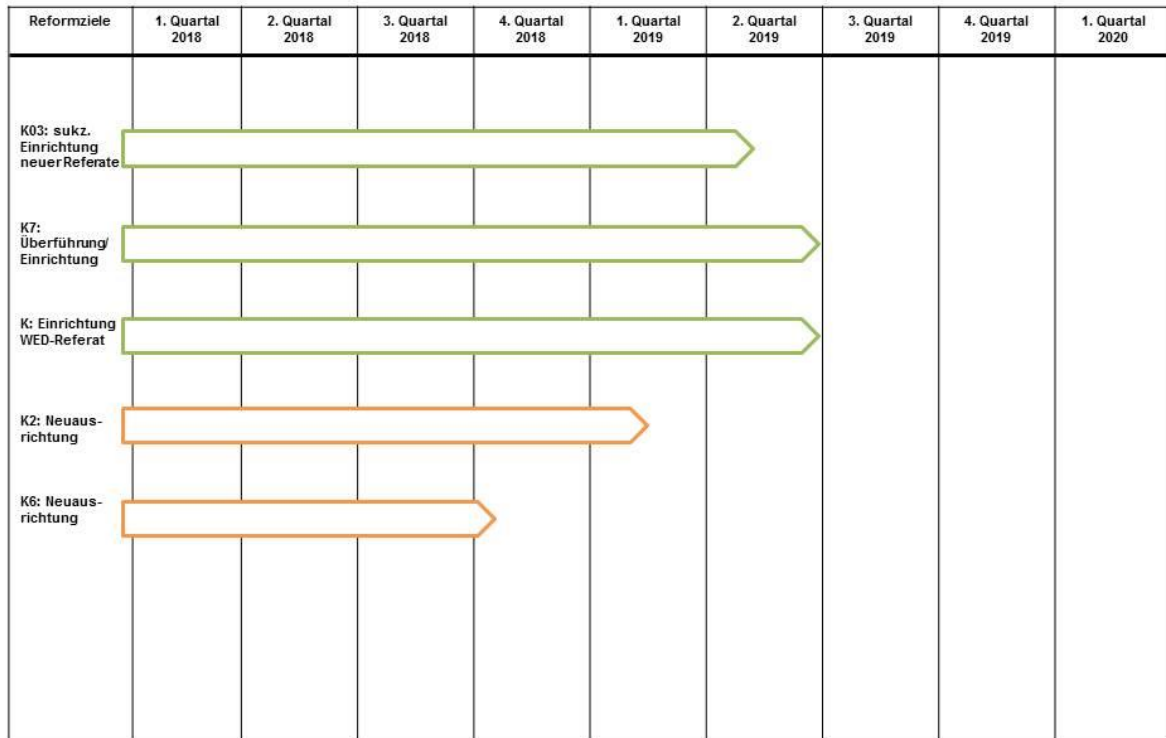 Reformziele
1. Quartal
2018
2. Quartal
2018
3. Quartal
2018
4. Quartal
2018
1. Quartal
2019
2. Quartal
2019
3. Quartal
2019
4. Quartal
2019
1. Quartal
2020
K03: sukz.
Einrichtung
neuer Referate
K7:
Überführung/
Einrichtung
K: Einrichtung
WED-Referat
K2: Neuaus-
richtung
K6: Neuaus-
richtung